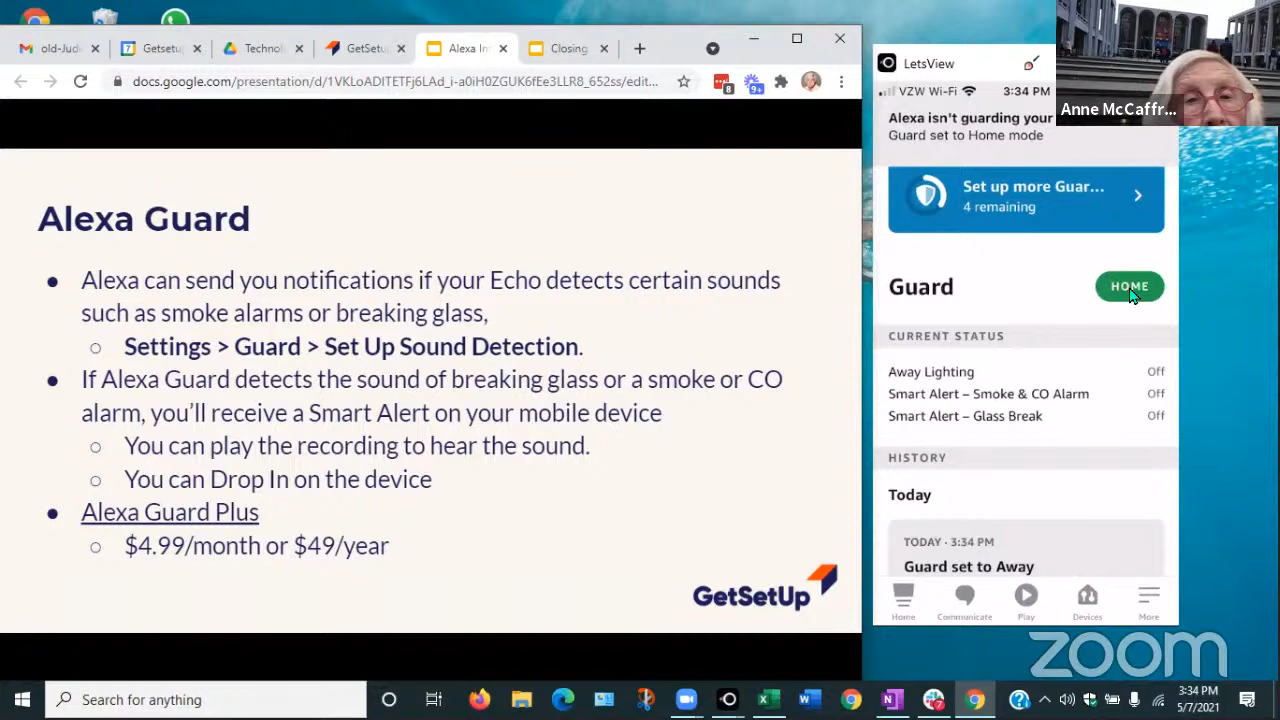 old-Jud
Getsetu
Technol
GetSetU
Alexa In
Closing
docs.google.com/presentation/d/1VKLoADITETFj6LAd_i-a0iH0ZGUK6fEe3LLR8_652ss/edit...
8
9+
Alexa Guard
Alexa can send you notifications if your Echo detects certain sounds
such as smoke alarms or breaking glass,
Settings > Guard > Set Up Sound Detection.
If Alexa Guard detects the sound of breaking glass or a smoke or CO
alarm, you’ll receive a Smart Alert on your mobile device
You can play the recording to hear the sound.
You can Drop In on the device
Alexa Guard Plus
$4.99/month or $49/year
GetSetUp
LetsView
VZW Wi-Fi 3:34 PM
Alexa isn't guarding your
Guard set to Home mode
Set up more Guar...
4 remaining
Guard
HOME
CURRENT STATUS
Away Lighting Off
Smart Alert – Smoke & CO Alarm Off
Smart Alert – Glass Break Off
HISTORY
Today
TODAY · 3:34 PM
Guard set to Away
Home Communicate Play Devices More
Anne McCaffr...
zoom
Search for anything
3:34 PM
5/7/2021